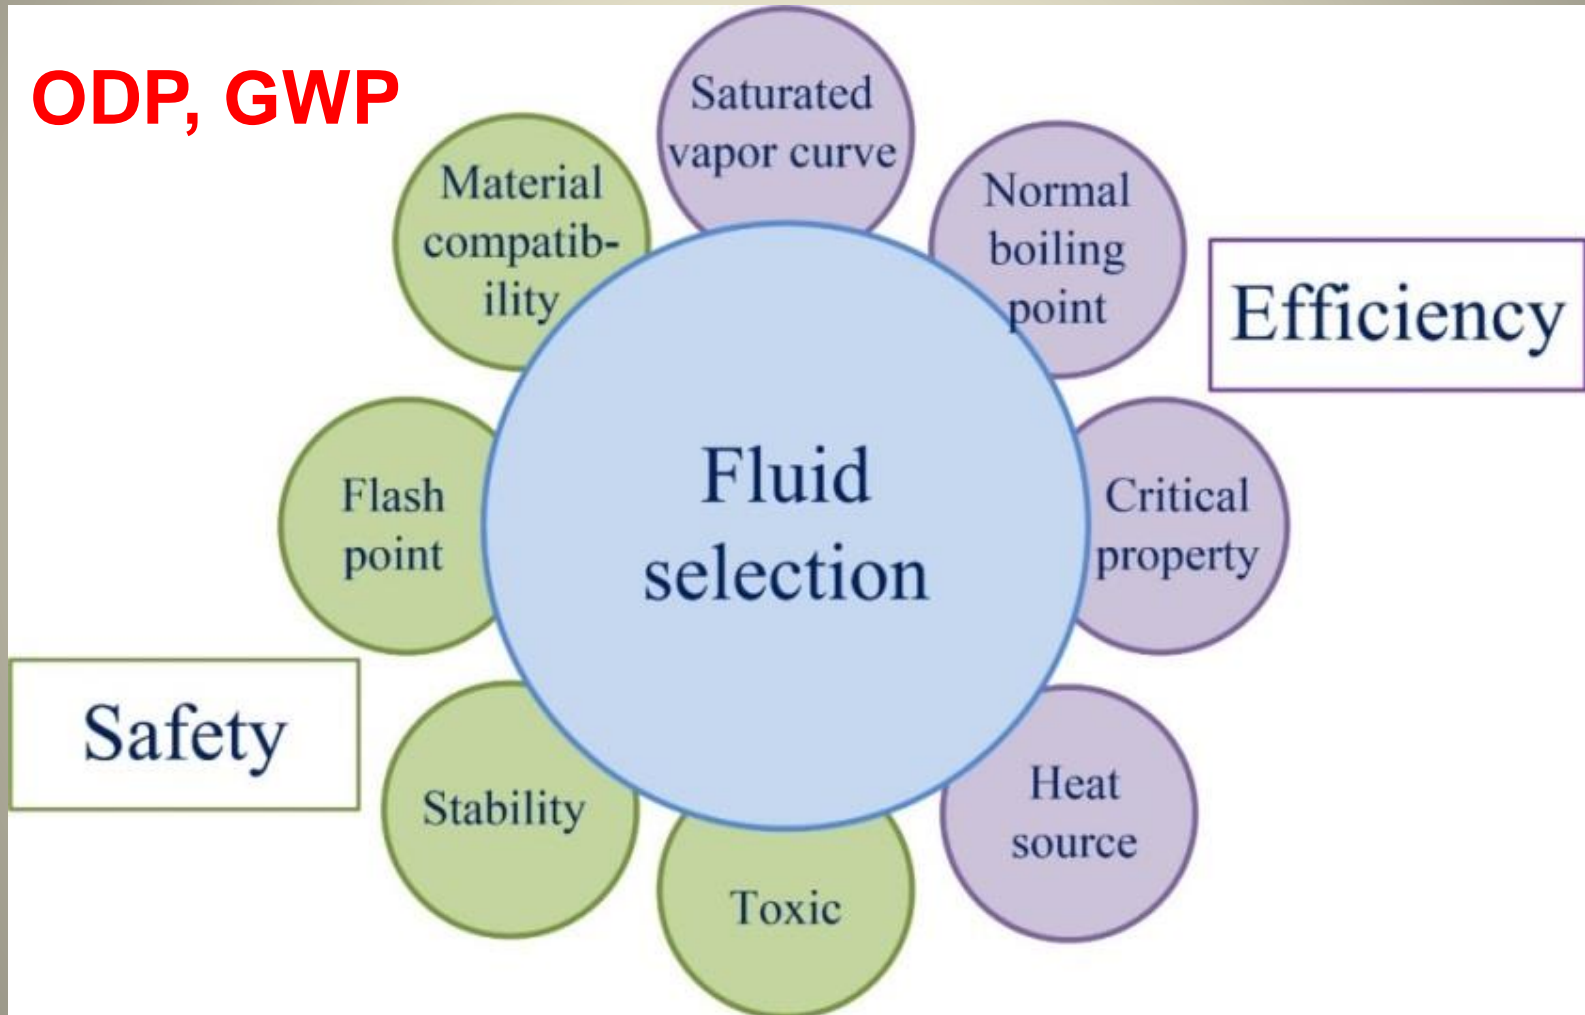 ODP, GWP
Saturated
vapor curve
Material
compatib-
ility
Normal
boiling
point
Efficiency
Fluid
selection
Flash
point
Critical
property
Safety
Stability
Heat
source
Toxic